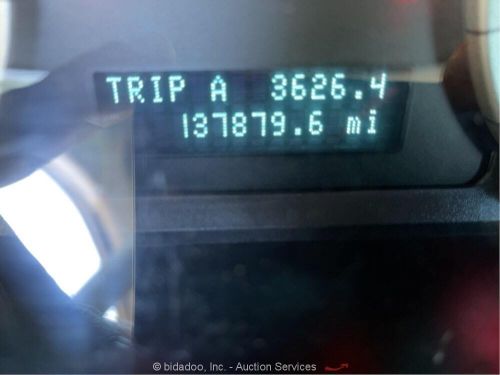 TRIP A 3626.4
137879.6 mi
© bidadoo, Inc. - Auction Services